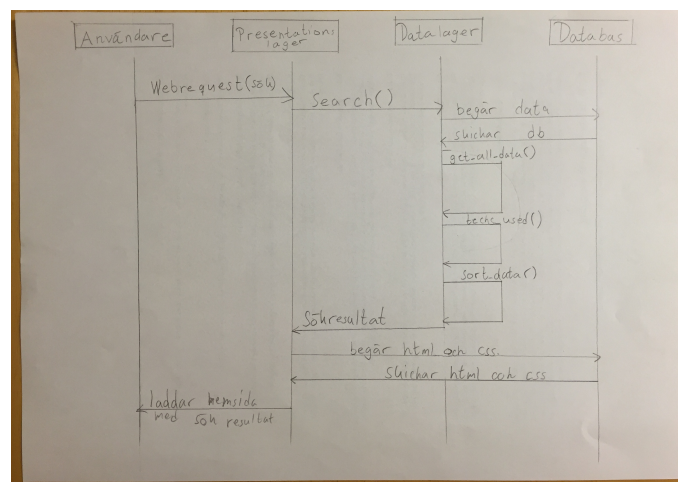 Användare
Presentations
lager
Datalager
Databas
Webrequest(sök)
Search()
begär data
skickar db
get_all_data()
techs_used()
sort_data()
Sökresultat
begär html och css.
skickar html och css
laddar hemsida
med sök resultat